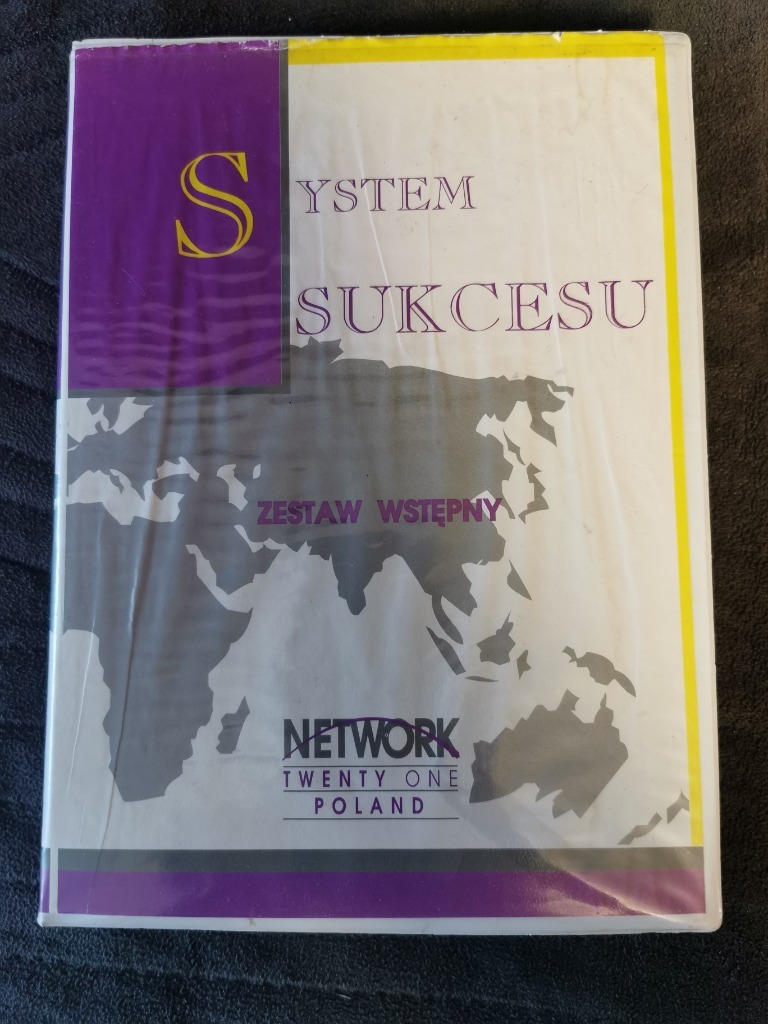 SYSTEM
SUKCESU
ZESTAW WSTĘPNY
NETWORK
TWENTY ONE
POLAND